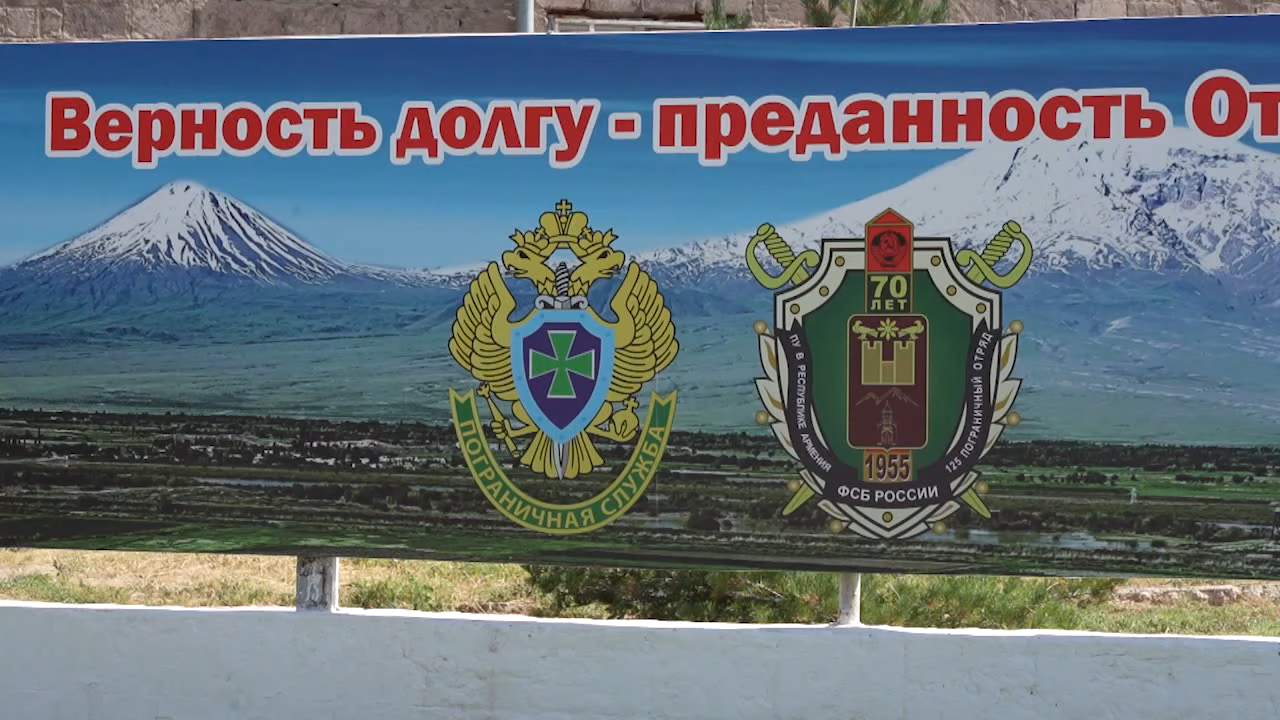 Верность долгу - преданность От
ПОГРАНИЧНАЯ СЛУЖБА
70
ЛЕТ
ПУ В РЕСПУБЛИКЕ АРМЕНИЯ
125 ПОГРАНИЧНЫЙ ОТРЯД
1955
ФСБ РОССИИ